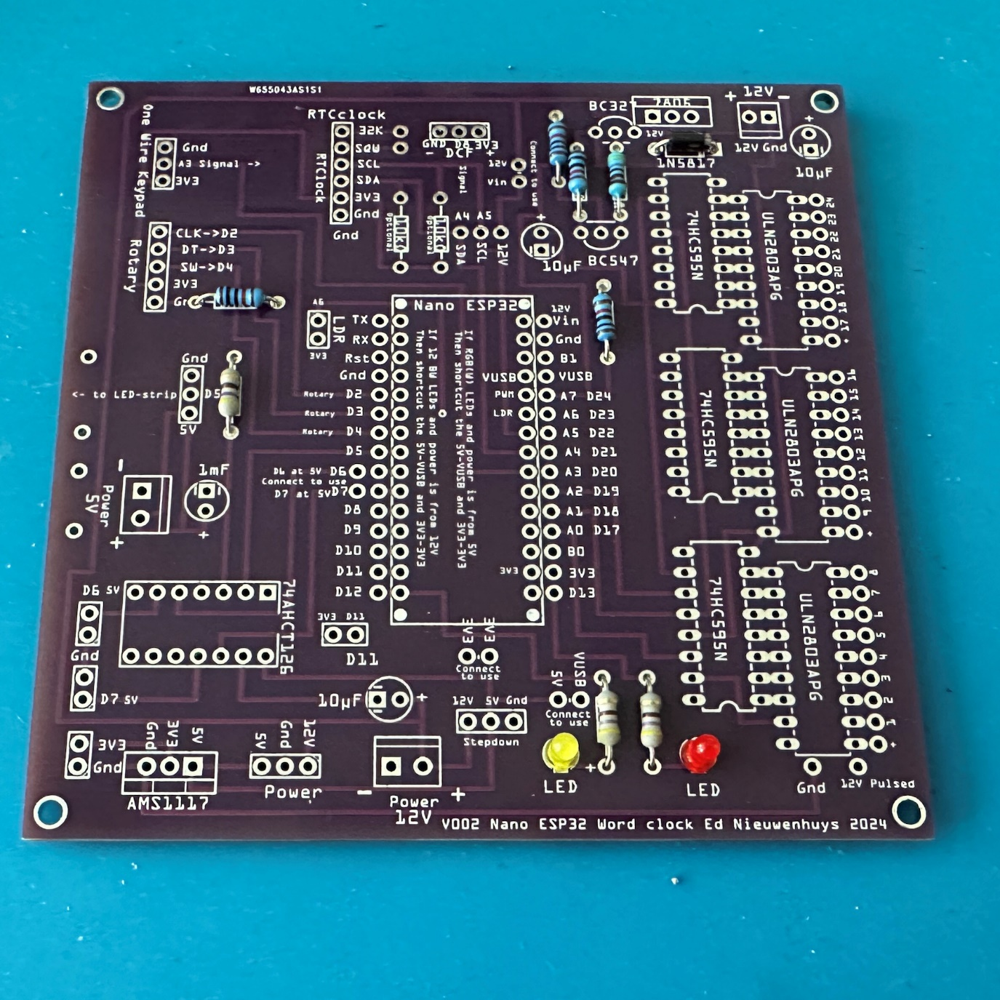 W655043AS1S1
One Wire Keypad
Gnd
A3 Signal ->
3V3
RTCclock
RTClock
32K
SQW
SCL
SDA
3V3
Gnd
Gnd
GND D8 3V3
- DCF +
Signal
12V
Vin
Connect to use
BC327
7805
12V
1N5817
+ 12V -
12V Gnd
+
10µF
Rotary
CLK->D2
DT->D3
SW->D4
3V3
Optional
10kΩ
Optional
10kΩ
A4 A5
SDA
SCL
12V
+
10µF
BC547
74HC595N
ULN2803APG
24
23
22
21
20
19
18
17
+
A6
LDR
3V3
Nano ESP32
If 12 BW LEDs and power is from 12V
Then shortcut the 5V-VUSB and 3V3-3V3
If RGB(W) LEDs and power is from 5V
Then shortcut the 5V-VUSB and 3V3-3V3
TX
RX
Rst
Gnd
Rotary D2
Rotary D3
Rotary D4
D5
D6 at 5V D6
Connect to use
D7 at 5V D7
D8
D9
D10
D11
D12
12V
Vin
Gnd
B1
VUSB VUSB
PWM A7 D24
LDR A6 D23
A5 D22
A4 D21
A3 D20
A2 D19
A1 D18
A0 D17
B0
3V3 3V3
D13
Gnd
<- to LED-strip D5
5V
- Power 5V +
1mF
+
74HC595N
ULN2803APG
16
15
14
13
12
11
10
9
+
D6 5V
Gnd
D7 5V
74AHCT126
3V3 D11
D11
3V3 3V3
Connect
to use
5V VUSB
Connect
to use
74HC595N
ULN2803APG
8
7
6
5
4
3
2
1
+
10µF +
12V 5V Gnd
Stepdown
3V3
Gnd
Gnd 3V3 5V
AMS1117
5V Gnd 12V
Power
- Power +
12V
+
LED
LED
Gnd
12V Pulsed
V002 Nano ESP32 Word clock Ed Nieuwenhuys 2024